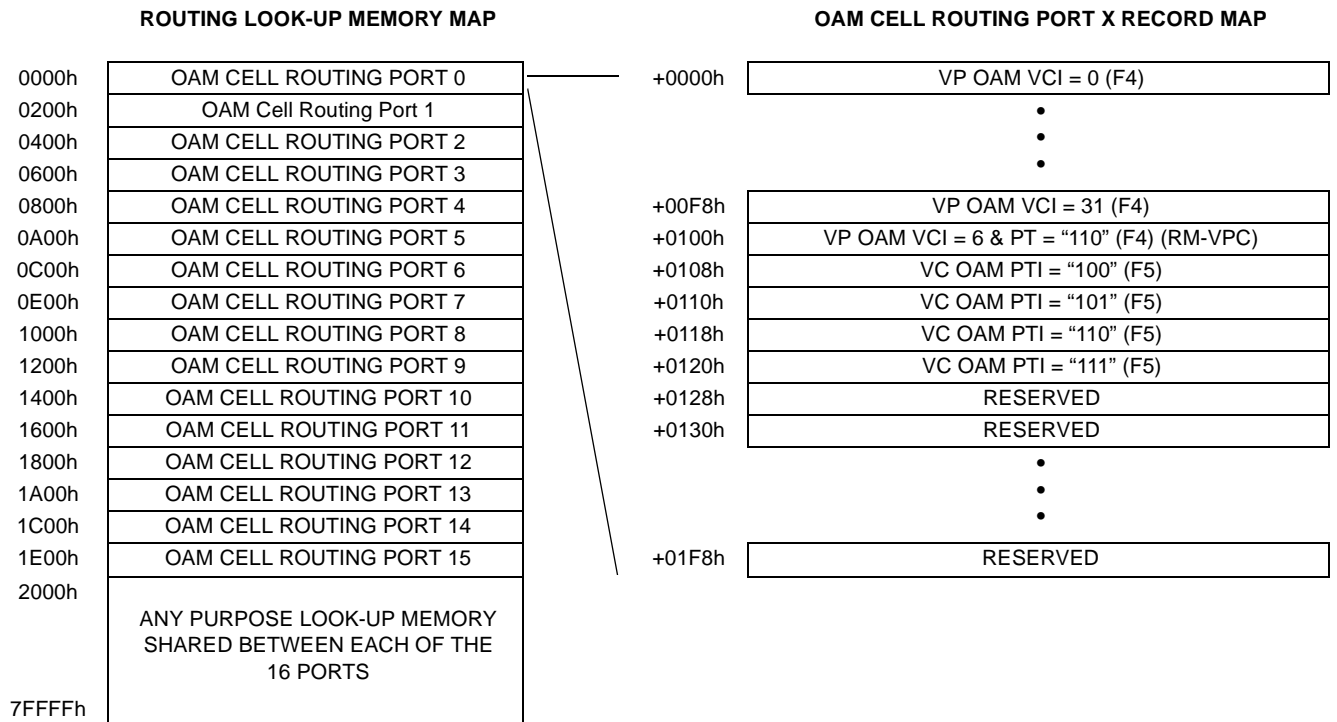 ROUTING LOOK-UP MEMORY MAP
0000h OAM CELL ROUTING PORT 0
0200h OAM Cell Routing Port 1
0400h OAM CELL ROUTING PORT 2
0600h OAM CELL ROUTING PORT 3
0800h OAM CELL ROUTING PORT 4
0A00h OAM CELL ROUTING PORT 5
0C00h OAM CELL ROUTING PORT 6
0E00h OAM CELL ROUTING PORT 7
1000h OAM CELL ROUTING PORT 8
1200h OAM CELL ROUTING PORT 9
1400h OAM CELL ROUTING PORT 10
1600h OAM CELL ROUTING PORT 11
1800h OAM CELL ROUTING PORT 12
1A00h OAM CELL ROUTING PORT 13
1C00h OAM CELL ROUTING PORT 14
1E00h OAM CELL ROUTING PORT 15
2000h
ANY PURPOSE LOOK-UP MEMORY
SHARED BETWEEN EACH OF THE
16 PORTS
7FFFFh
OAM CELL ROUTING PORT X RECORD MAP
+0000h VP OAM VCI = 0 (F4)
•
•
•
+00F8h VP OAM VCI = 31 (F4)
+0100h VP OAM VCI = 6 & PT = “110” (F4) (RM-VPC)
+0108h VC OAM PTI = “100” (F5)
+0110h VC OAM PTI = “101” (F5)
+0118h VC OAM PTI = “110” (F5)
+0120h VC OAM PTI = “111” (F5)
+0128h RESERVED
+0130h RESERVED
•
•
•
+01F8h RESERVED